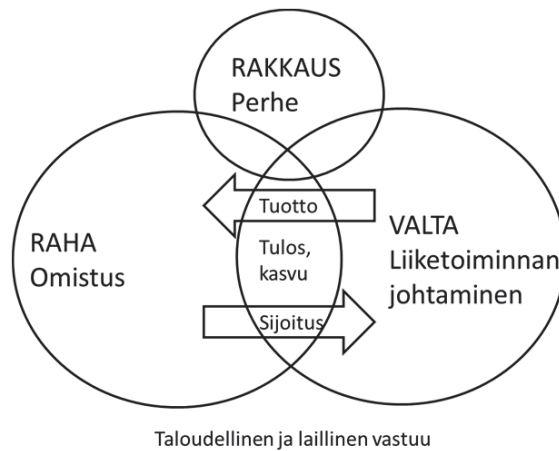 RAKKAUS
Perhe
Tuotto
RAHA
Omistus
Tulos,
kasvu
VALTA
Liiketoiminnan
johtaminen
Sijoitus
Taloudellinen ja laillinen vastuu